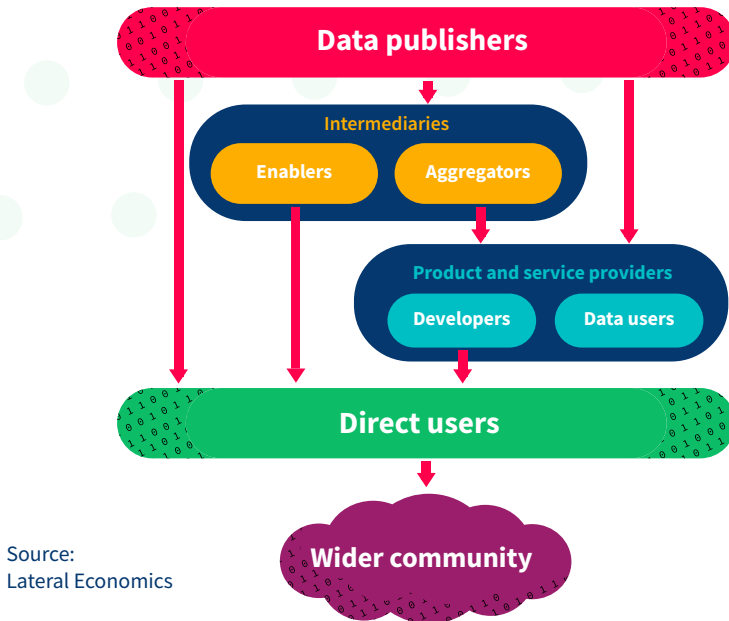 Data publishers
Intermediaries
Enablers
Aggregators
Product and service providers
Developers
Data users
Direct users
Wider community
Source:
Lateral Economics